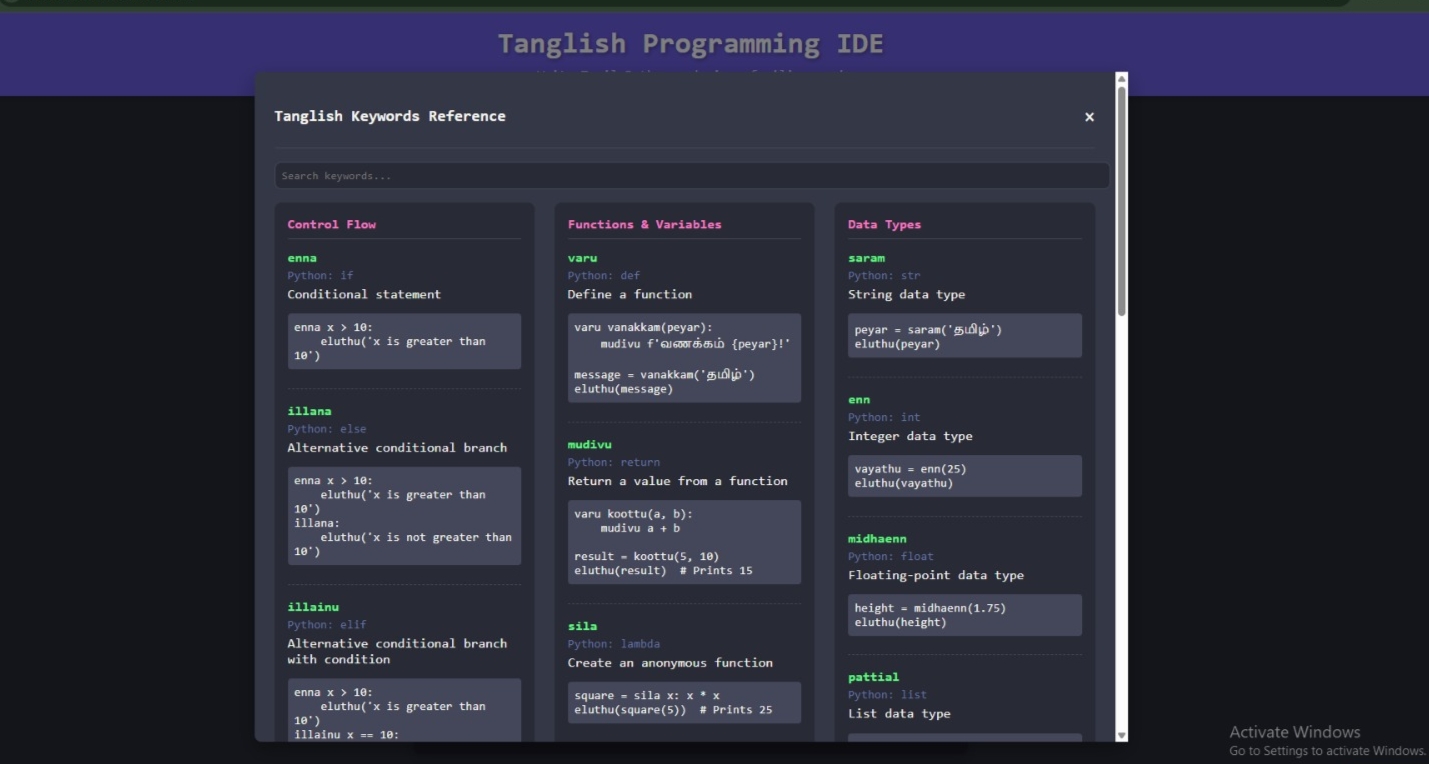 Tanglish Programming IDE
Tanglish Keywords Reference
×
Search keywords...
Control Flow
enna
Python: if
Conditional statement
enna x > 10:
    eluthu('x is greater than
10')
illana
Python: else
Alternative conditional branch
enna x > 10:
    eluthu('x is greater than
10')
illana:
    eluthu('x is not greater than
10')
illainu
Python: elif
Alternative conditional branch
with condition
enna x > 10:
    eluthu('x is greater than
10')
illainu x == 10:
Functions & Variables
varu
Python: def
Define a function
varu vanakkam(peyar):
    mudivu f'வணக்கம் {peyar}!'
message = vanakkam('தமிழ்')
eluthu(message)
mudivu
Python: return
Return a value from a function
varu koottu(a, b):
    mudivu a + b
result = koottu(5, 10)
eluthu(result)  # Prints 15
sila
Python: lambda
Create an anonymous function
square = sila x: x * x
eluthu(square(5))  # Prints 25
Data Types
saram
Python: str
String data type
peyar = saram('தமிழ்')
eluthu(peyar)
enn
Python: int
Integer data type
vayathu = enn(25)
eluthu(vayathu)
midhaenn
Python: float
Floating-point data type
height = midhaenn(1.75)
eluthu(height)
pattial
Python: list
List data type
Activate Windows
Go to Settings to activate Windows.